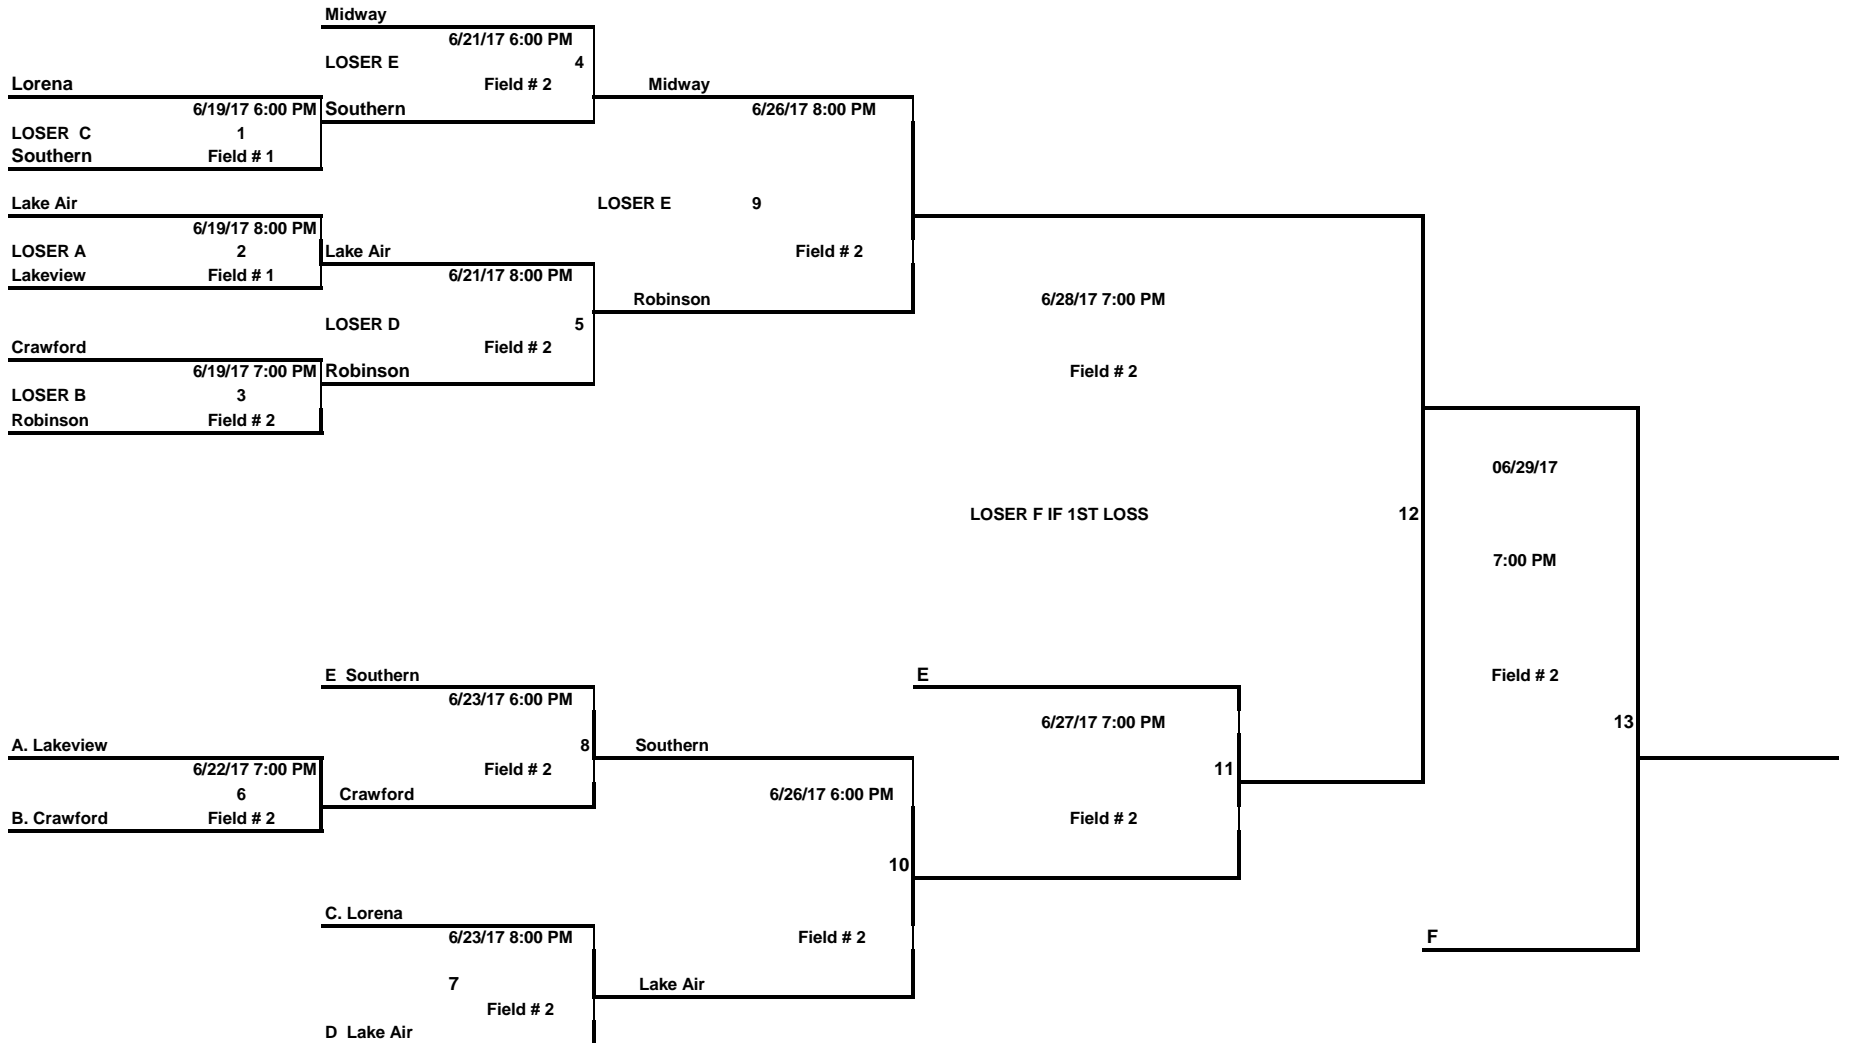 Midway
6/21/17 6:00 PM
LOSER E 4
Field # 2
Lorena
Midway
6/19/17 6:00 PM
Southern
6/26/17 8:00 PM
LOSER  C 1
Southern Field # 1
Lake Air
LOSER E 9
6/19/17 8:00 PM
LOSER A 2
Lake Air
Field # 2
Lakeview Field # 1
6/21/17 8:00 PM
Robinson
6/28/17 7:00 PM
LOSER D 5
Crawford
Field # 2
6/19/17 7:00 PM
Robinson
Field # 2
LOSER B 3
Robinson Field # 2
06/29/17
LOSER F IF 1ST LOSS 12
7:00 PM
E  Southern
E
Field # 2
6/23/17 6:00 PM
6/27/17 7:00 PM
13
A. Lakeview
8
Southern
6/22/17 7:00 PM
Field # 2
11
6
Crawford
6/26/17 6:00 PM
B. Crawford Field # 2
Field # 2
10
C. Lorena
6/23/17 8:00 PM
Field # 2
F
7
Lake Air
Field # 2
D  Lake Air